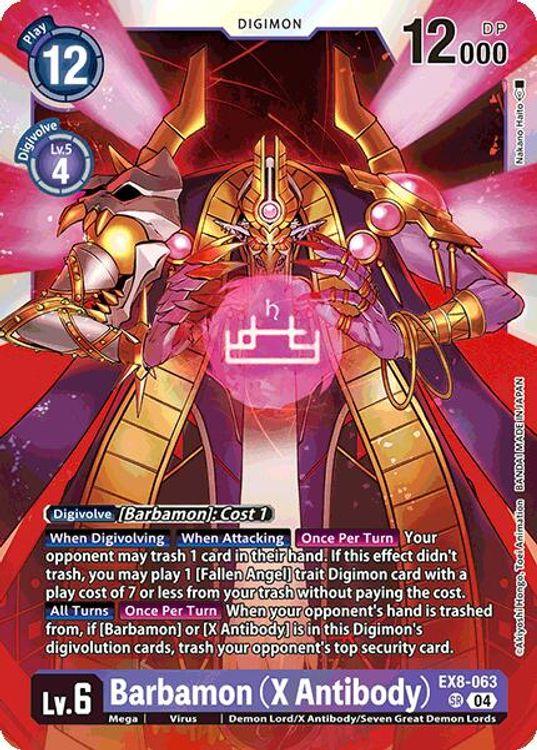 DIGIMON
Play
12
DP
12000
Digivolve
Lv.5
4
Nakano Haito
♄
Digivolve [Barbamon]: Cost 1
When Digivolving When Attacking Once Per Turn Your
opponent may trash 1 card in their hand. If this effect didn't
trash, you may play 1 [Fallen Angel] trait Digimon card with a
play cost of 7 or less from your trash without paying the cost.
All Turns Once Per Turn When your opponent's hand is trashed
from, if [Barbamon] or [X Antibody] is in this Digimon's
digivolution cards, trash your opponent's top security card.
©Akiyoshi Hongo, Toei Animation BANDAI MADE IN JAPAN
Lv.6 Barbamon (X Antibody) EX8-063
SR 04
Mega | Virus | Demon Lord/X Antibody/Seven Great Demon Lords